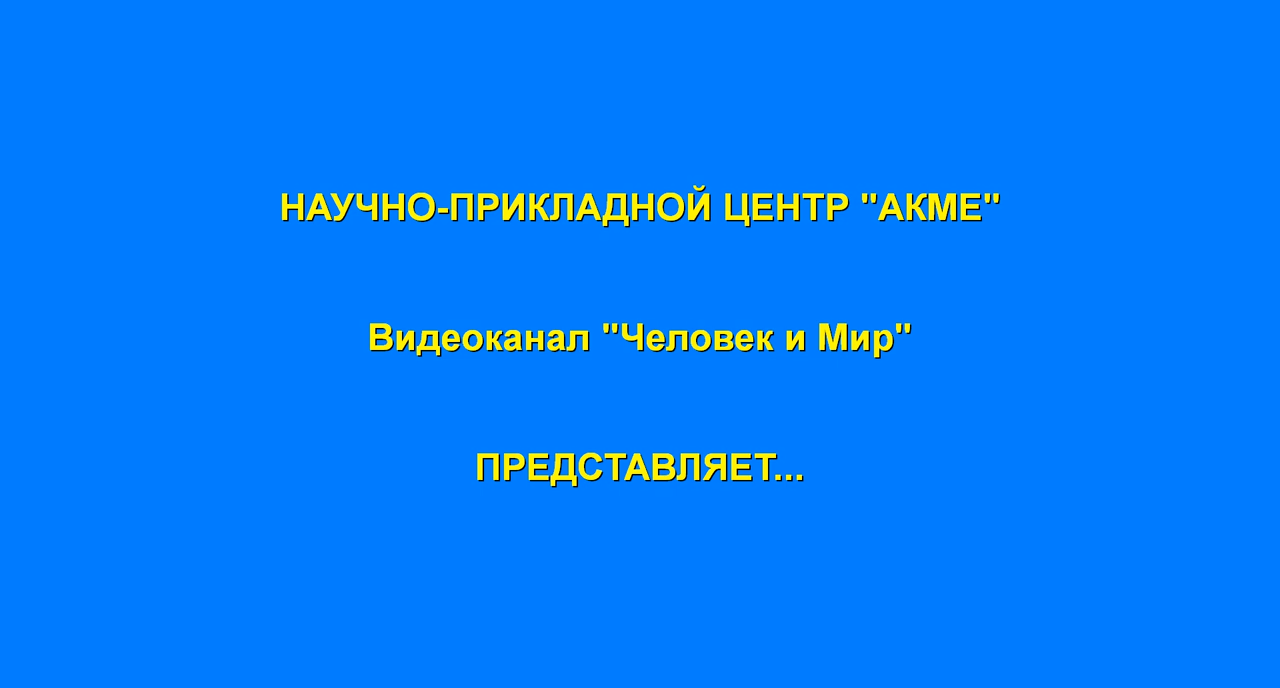 НАУЧНО-ПРИКЛАДНОЙ ЦЕНТР "АКМЕ"
Видеоканал "Человек и Мир"
ПРЕДСТАВЛЯЕТ...